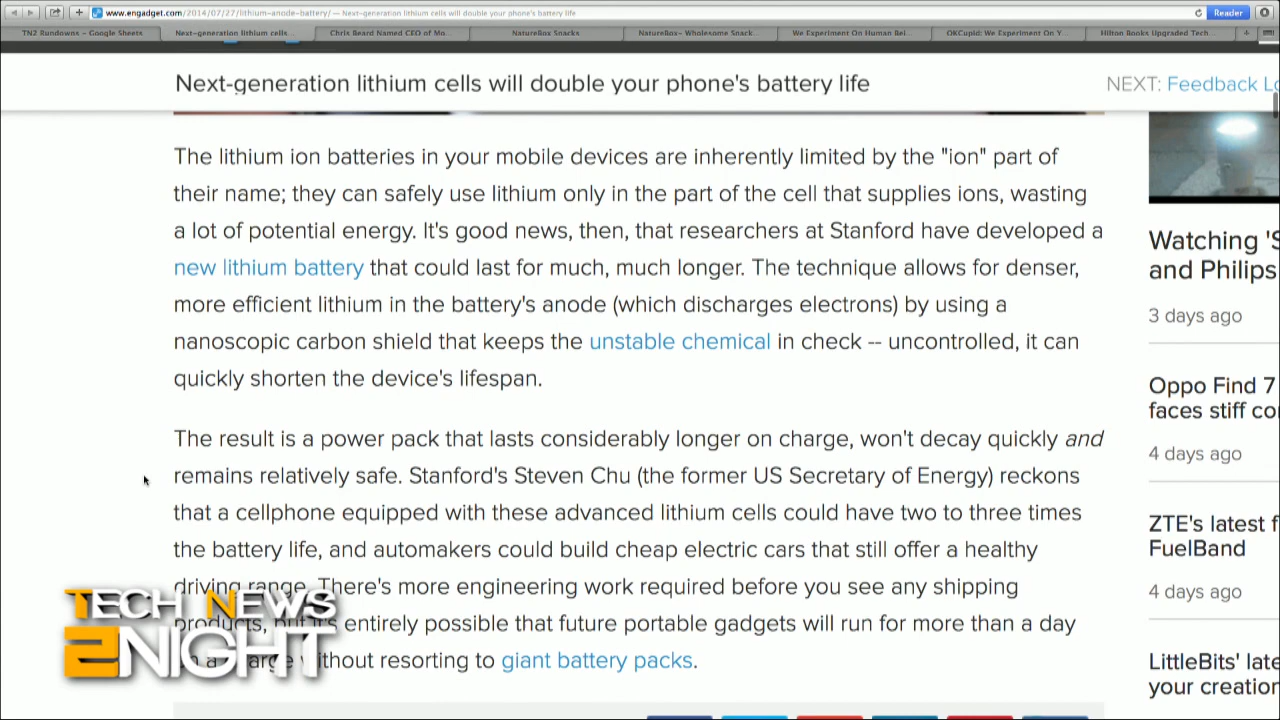 www.engadget.com/2014/07/27/lithium-anode-battery/ — Next-generation lithium cells will double your phone's battery life
Reader
TN2 Rundowns – Google Sheets
Next-generation lithium cells...
Chris Beard Named CEO of Mo...
NatureBox Snacks
NatureBox– Wholesome Snack...
We Experiment On Human Bei...
OKCupid: We Experiment On Y...
Hilton Books Upgraded Tech...
Next-generation lithium cells will double your phone's battery life
NEXT: Feedback Lo
The lithium ion batteries in your mobile devices are inherently limited by the "ion" part of
their name; they can safely use lithium only in the part of the cell that supplies ions, wasting
a lot of potential energy. It's good news, then, that researchers at Stanford have developed a
new lithium battery that could last for much, much longer. The technique allows for denser,
more efficient lithium in the battery's anode (which discharges electrons) by using a
nanoscopic carbon shield that keeps the unstable chemical in check -- uncontrolled, it can
quickly shorten the device's lifespan.
The result is a power pack that lasts considerably longer on charge, won't decay quickly and
remains relatively safe. Stanford's Steven Chu (the former US Secretary of Energy) reckons
that a cellphone equipped with these advanced lithium cells could have two to three times
the battery life, and automakers could build cheap electric cars that still offer a healthy
driving range. There's more engineering work required before you see any shipping
products, but it's entirely possible that future portable gadgets will run for more than a day
without resorting to giant battery packs.
Watching 'S
and Philips
3 days ago
Oppo Find 7
faces stiff co
4 days ago
ZTE's latest f
FuelBand
4 days ago
LittleBits' late
your creation
TECH NEWS
2NIGHT